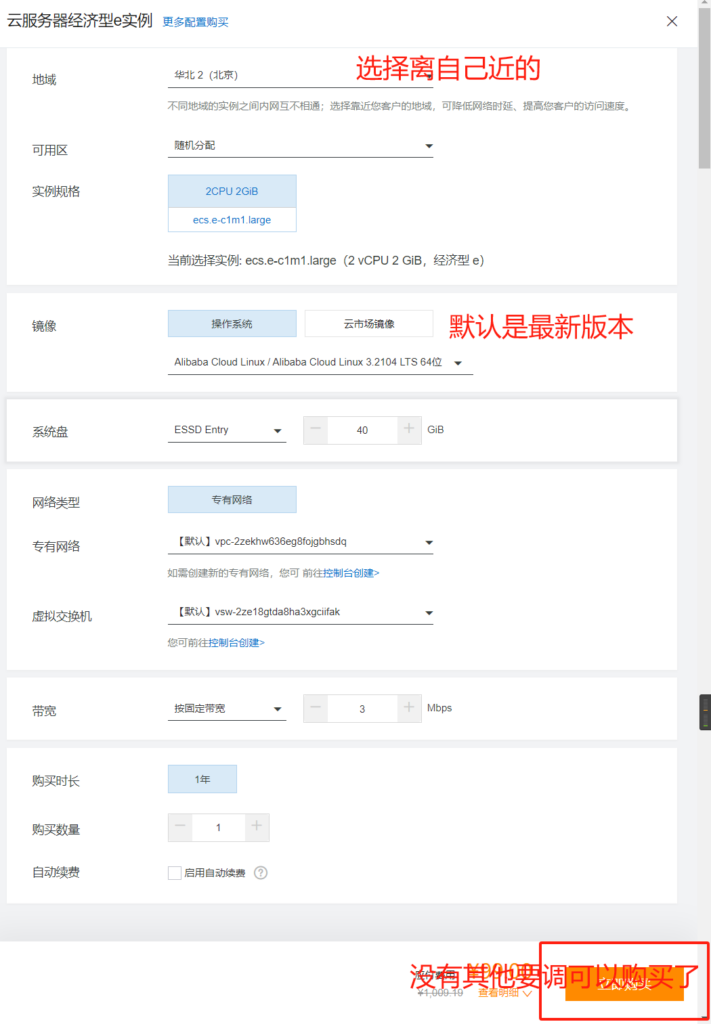 云服务器经济型e实例 更多配置购买
选择离自己近的
地域 华北 2（北京）
不同地域的实例之间内网互不相通；选择靠近您客户的地域，可降低网络时延、提高您客户的访问速度。
可用区 随机分配
实例规格 2CPU 2GiB
ecs.e-c1m1.large
当前选择实例: ecs.e-c1m1.large（2 vCPU 2 GiB，经济型 e）
镜像 操作系统 云市场镜像 默认是最新版本
Alibaba Cloud Linux / Alibaba Cloud Linux 3.2104 LTS 64位
系统盘 ESSD Entry 40 GiB
网络类型 专有网络
专有网络 【默认】vpc-2zekhw636eg8fojgbhsdq
如需创建新的专有网络，您可 前往控制台创建>
虚拟交换机 【默认】vsw-2ze18gtda8ha3xgciifak
您可前往控制台创建>
带宽 按固定带宽 3 Mbps
购买时长 1年
购买数量 1
自动续费 启用自动续费 ?
没有其他要调可以购买了
¥1,009.19 查看明细